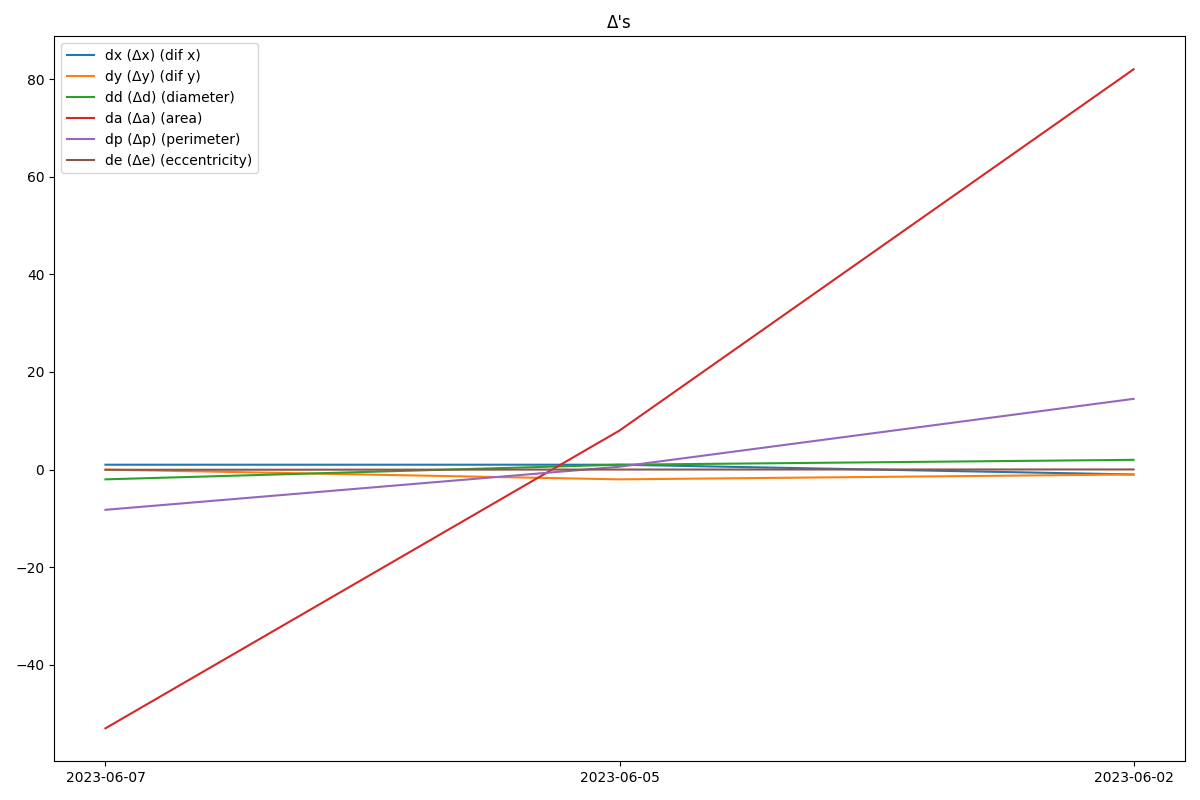 Δ's
dx (Δx) (dif x)
dy (Δy) (dif y)
dd (Δd) (diameter)
da (Δa) (area)
dp (Δp) (perimeter)
de (Δe) (eccentricity)
80
60
40
20
0
−20
−40
2023-06-07 2023-06-05 2023-06-02